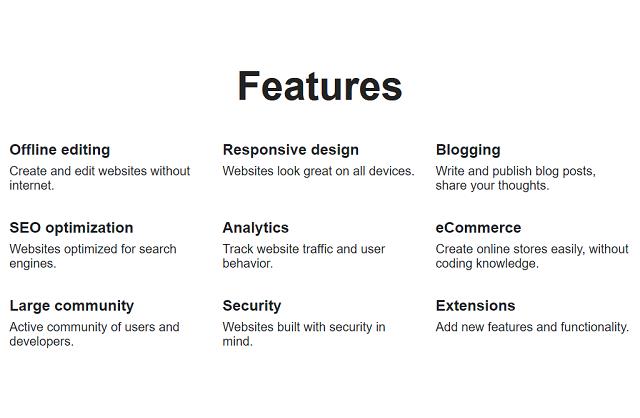 Features
Offline editing
Create and edit websites without
internet.
Responsive design
Websites look great on all devices.
Blogging
Write and publish blog posts,
share your thoughts.
SEO optimization
Websites optimized for search
engines.
Analytics
Track website traffic and user
behavior.
eCommerce
Create online stores easily, without
coding knowledge.
Large community
Active community of users and
developers.
Security
Websites built with security in
mind.
Extensions
Add new features and functionality.